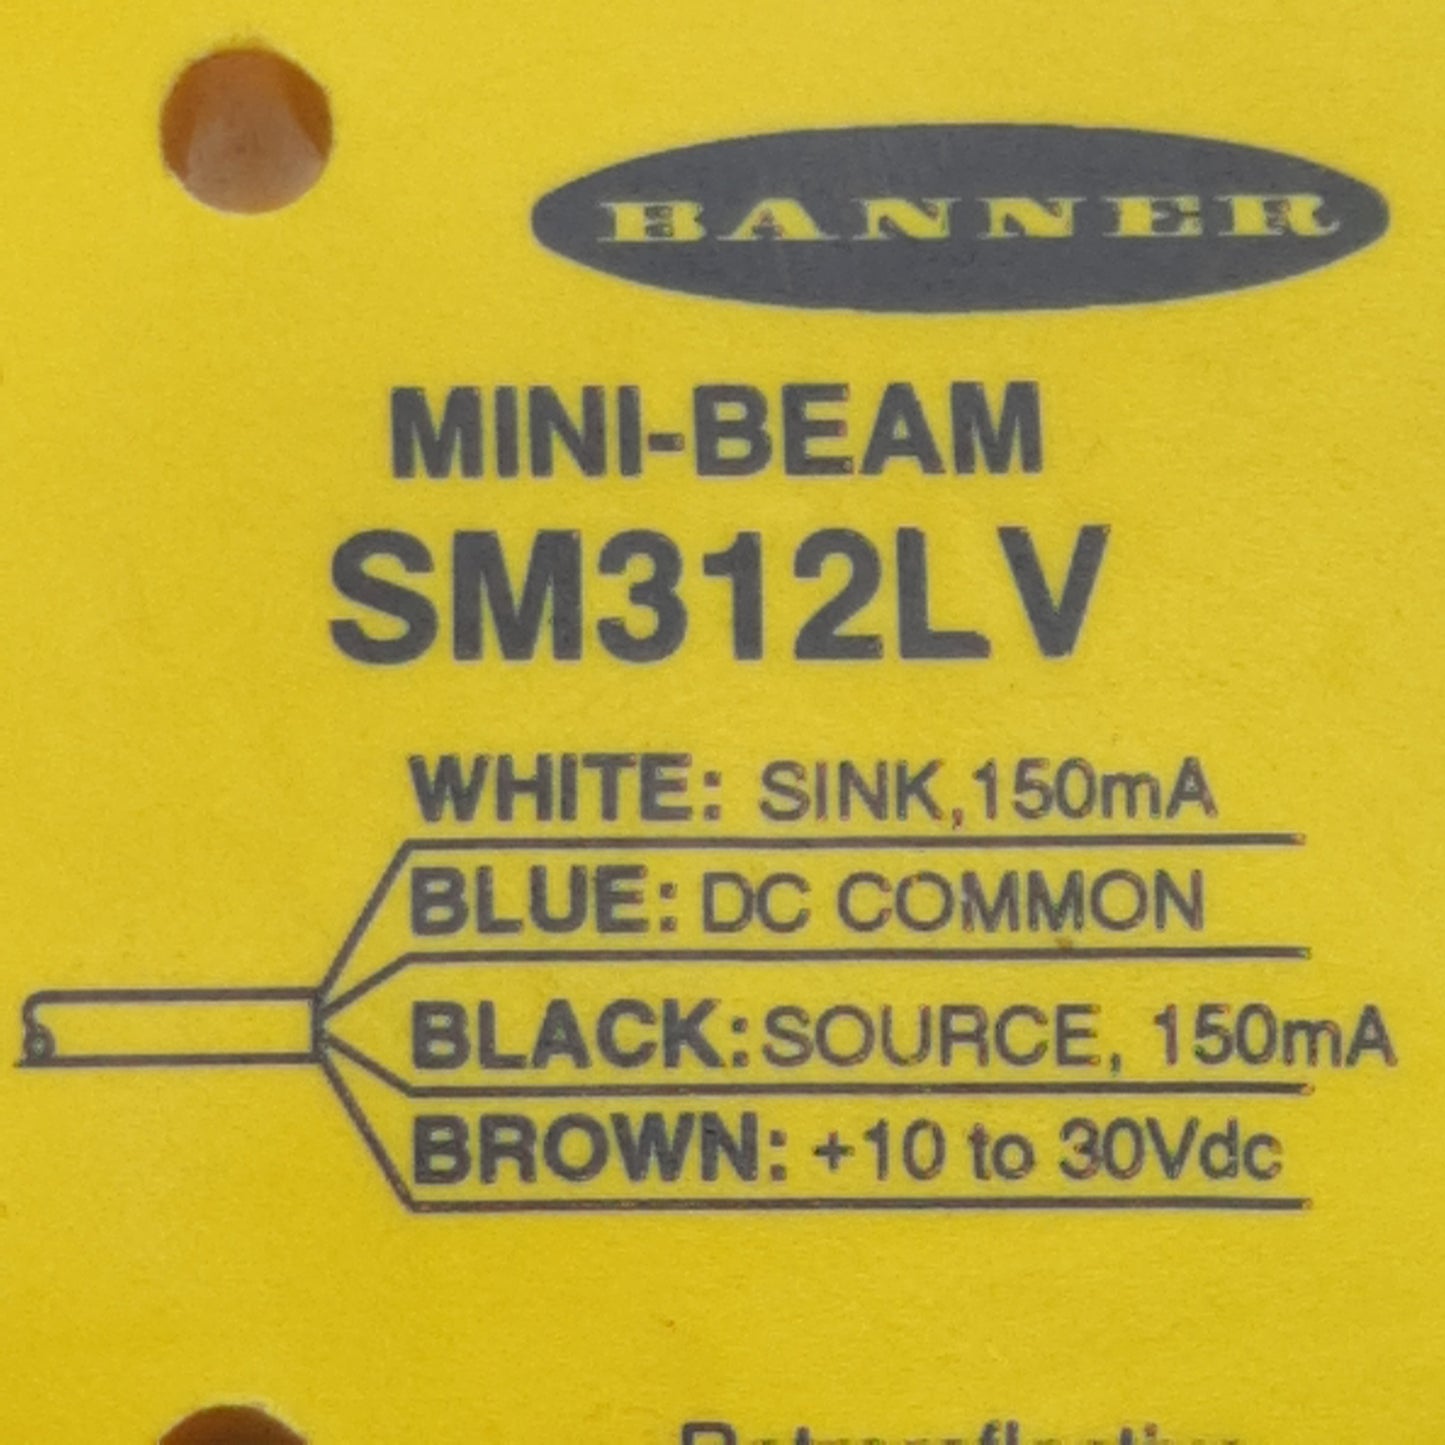 BANNER
MINI-BEAM
SM312LV
WHITE: SINK,150mA
BLUE: DC COMMON
BLACK:SOURCE, 150mA
BROWN: +10 to 30Vdc